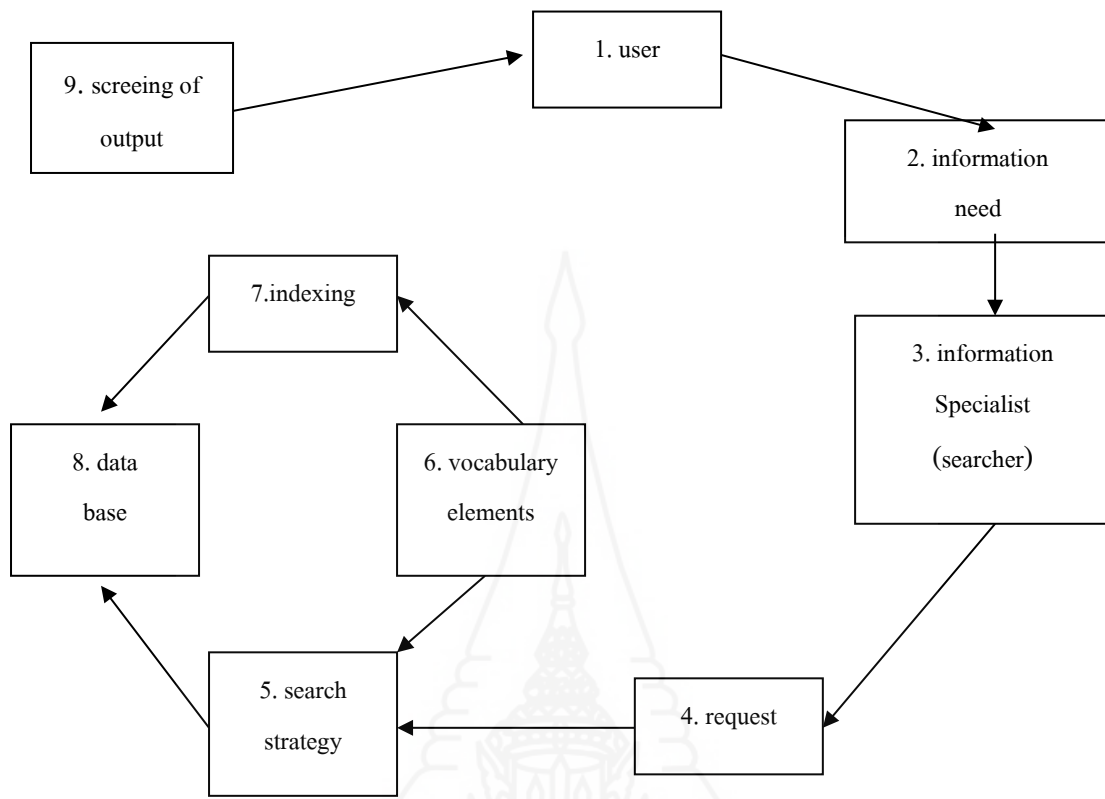 1. user
9. screeing of
output
2. information
need
7.indexing
3. information
Specialist
(searcher)
8. data
base
6. vocabulary
elements
5. search
strategy
4. request